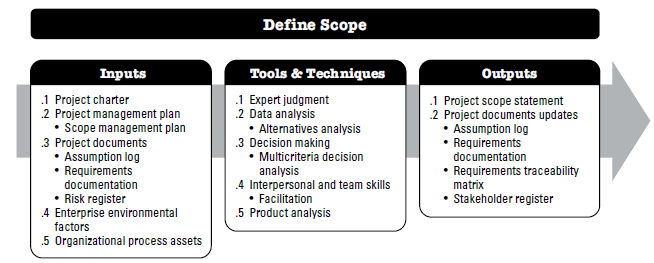 Define Scope
Inputs
.1 Project charter
.2 Project management plan
• Scope management plan
.3 Project documents
• Assumption log
• Requirements
documentation
• Risk register
.4 Enterprise environmental
factors
.5 Organizational process assets
Tools & Techniques
.1 Expert judgment
.2 Data analysis
• Alternatives analysis
.3 Decision making
• Multicriteria decision
analysis
.4 Interpersonal and team skills
• Facilitation
.5 Product analysis
Outputs
.1 Project scope statement
.2 Project documents updates
• Assumption log
• Requirements
documentation
• Requirements traceability
matrix
• Stakeholder register